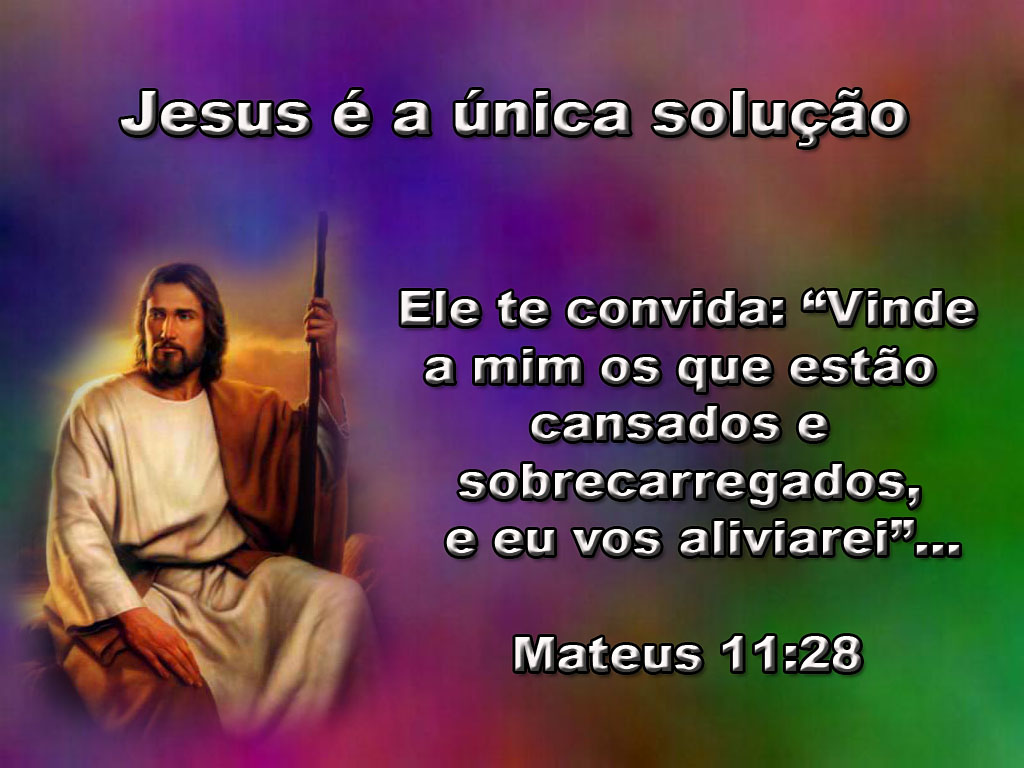 Jesus é a única solução
Ele te convida: “Vinde
a mim os que estão
cansados e
sobrecarregados,
e eu vos aliviarei”...
Mateus 11:28